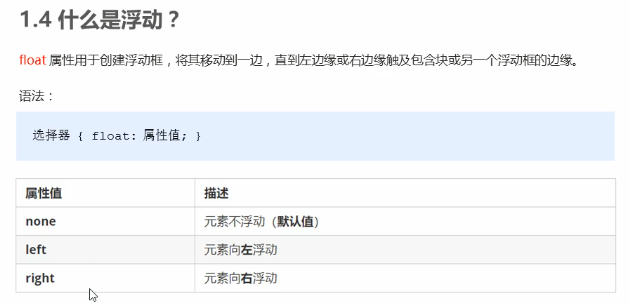 1.4 什么是浮动？
float 属性用于创建浮动框，将其移动到一边，直到左边缘或右边缘触及包含块或另一个浮动框的边缘。
语法：
选择器 { float: 属性值; }
属性值 描述
none 元素不浮动（默认值）
left 元素向左浮动
right 元素向右浮动